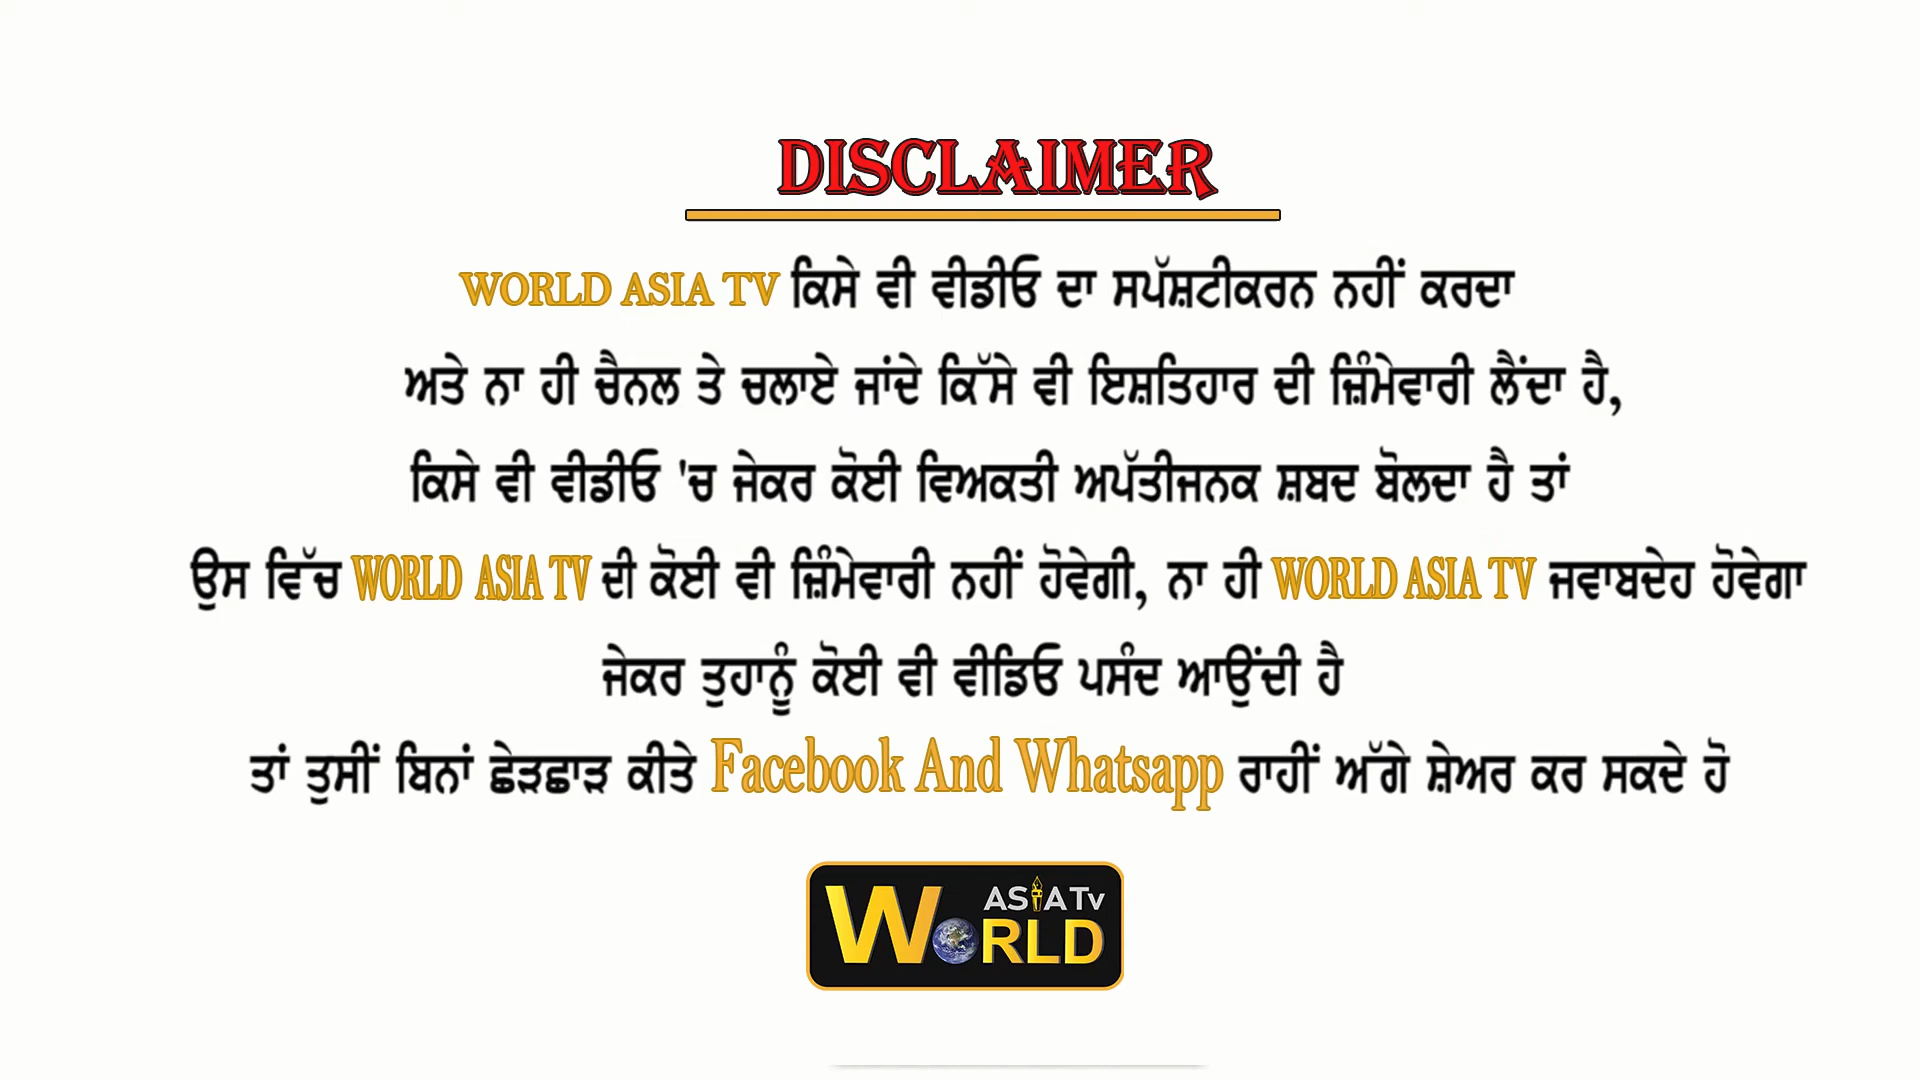 DISCLAIMER
WORLD ASIA TV ਕਿਸੇ ਵੀ ਵੀਡੀਓ ਦਾ ਸਪੱਸ਼ਟੀਕਰਨ ਨਹੀਂ ਕਰਦਾ
ਅਤੇ ਨਾ ਹੀ ਚੈਨਲ ਤੇ ਚਲਾਏ ਜਾਂਦੇ ਕਿੱਸੇ ਵੀ ਇਸ਼ਤਿਹਾਰ ਦੀ ਜ਼ਿੰਮੇਵਾਰੀ ਲੈਂਦਾ ਹੈ,
ਕਿਸੇ ਵੀ ਵੀਡੀਓ 'ਚ ਜੇਕਰ ਕੋਈ ਵਿਅਕਤੀ ਅਪੱਤੀਜਨਕ ਸ਼ਬਦ ਬੋਲਦਾ ਹੈ ਤਾਂ
ਉਸ ਵਿੱਚ WORLD ASIA TV ਦੀ ਕੋਈ ਵੀ ਜ਼ਿੰਮੇਵਾਰੀ ਨਹੀਂ ਹੋਵੇਗੀ, ਨਾ ਹੀ WORLD ASIA TV ਜਵਾਬਦੇਹ ਹੋਵੇਗਾ
ਜੇਕਰ ਤੁਹਾਨੂੰ ਕੋਈ ਵੀ ਵੀਡਿਓ ਪਸੰਦ ਆਉਂਦੀ ਹੈ
ਤਾਂ ਤੁਸੀਂ ਬਿਨਾਂ ਛੇੜਛਾੜ ਕੀਤੇ Facebook And Whatsapp ਰਾਹੀਂ ਅੱਗੇ ਸ਼ੇਅਰ ਕਰ ਸਕਦੇ ਹੋ
ASIA Tv
WORLD